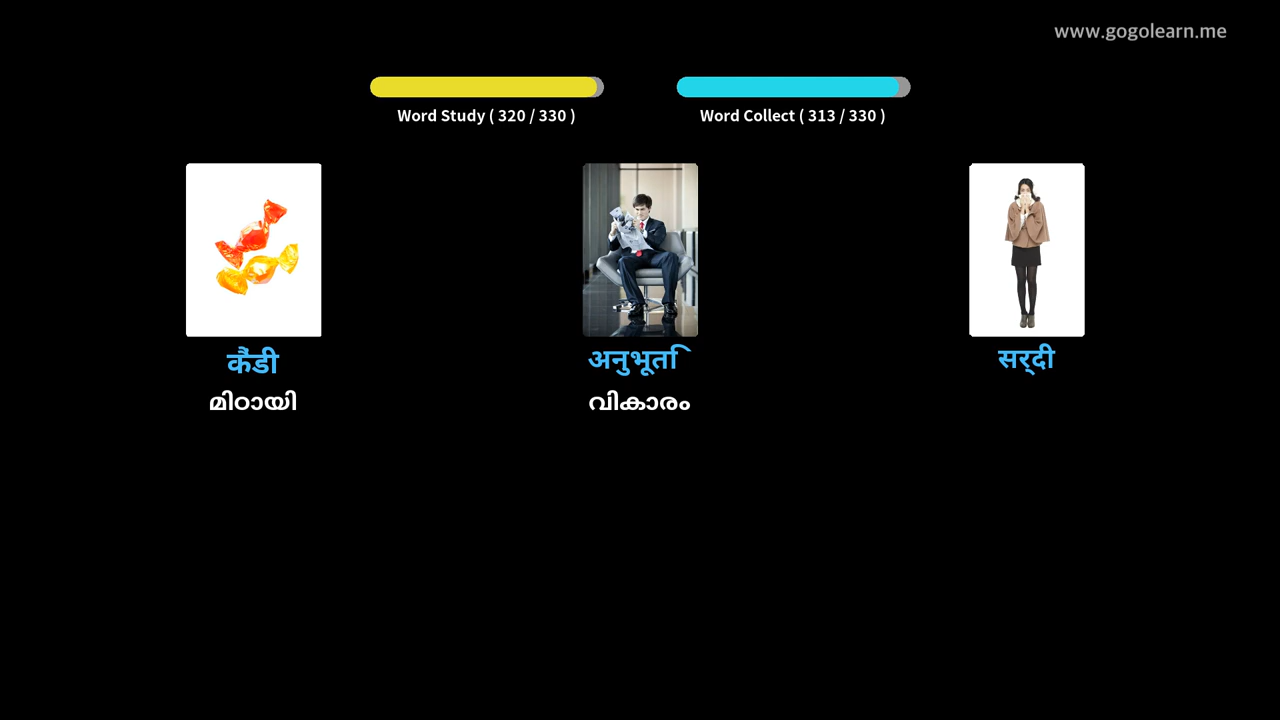 www.gogolearn.me
Word Study ( 320 / 330 )
Word Collect ( 313 / 330 )
कैंडी
अनुभूति
सर्दी
മിഠായി
വികാരം